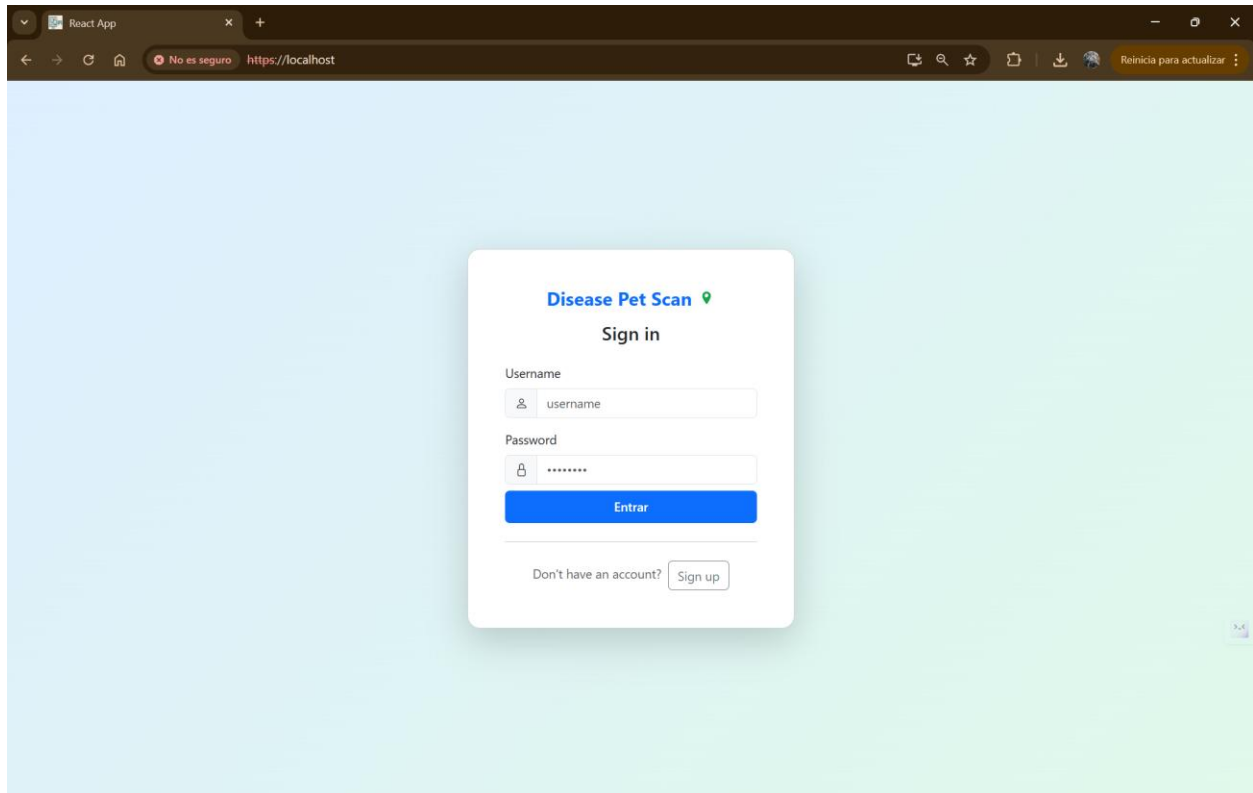 React App
No es seguro https://localhost
Reinicia para actualizar
Disease Pet Scan
Sign in
Username
username
Password
••••••••
Entrar
Don't have an account? Sign up